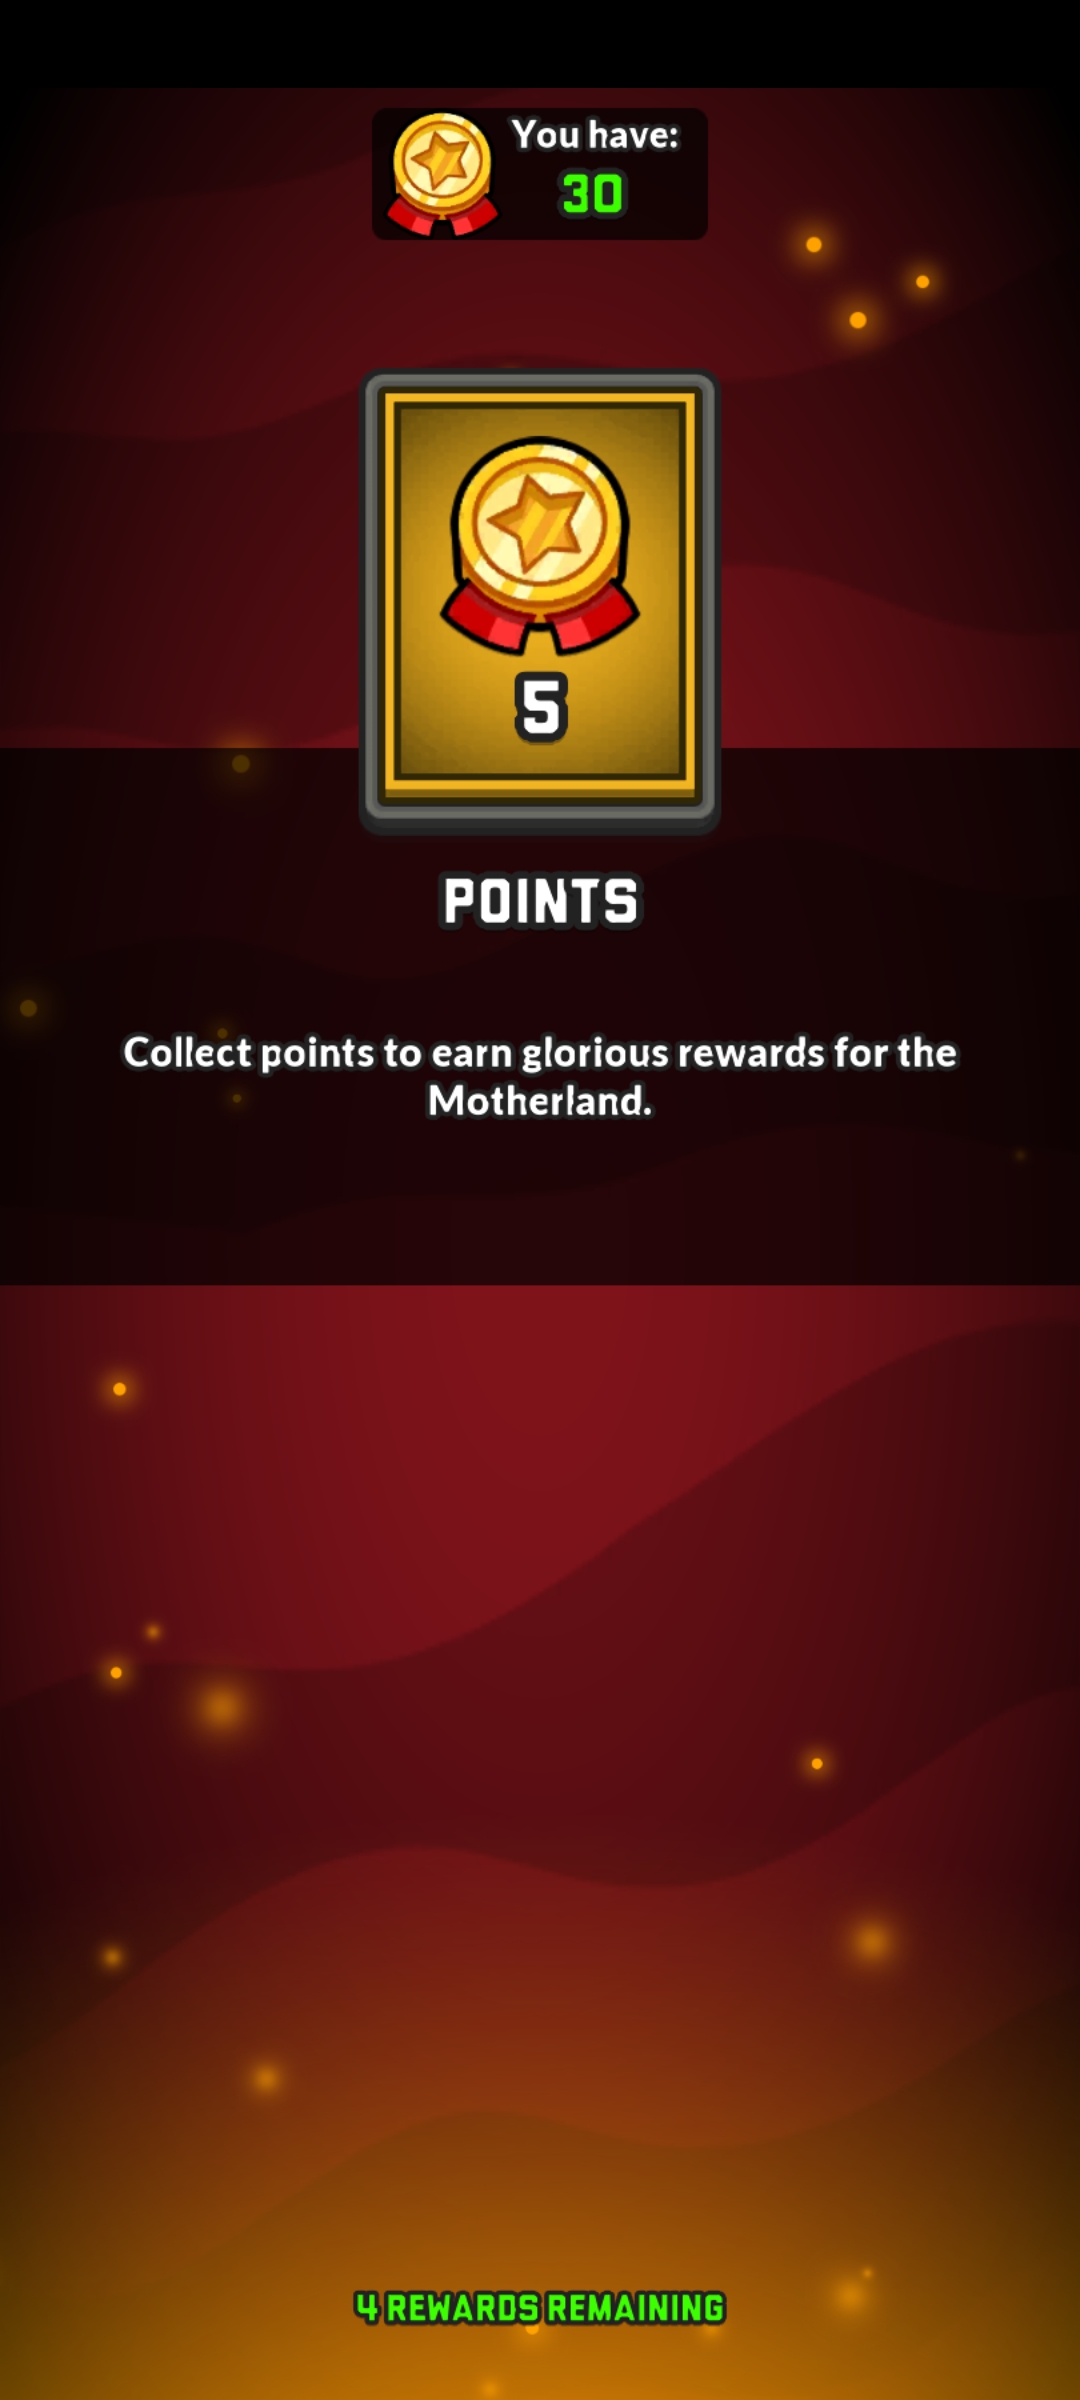 You have:
30
5
POINTS
Collect points to earn glorious rewards for the
Motherland.
4 REWARDS REMAINING